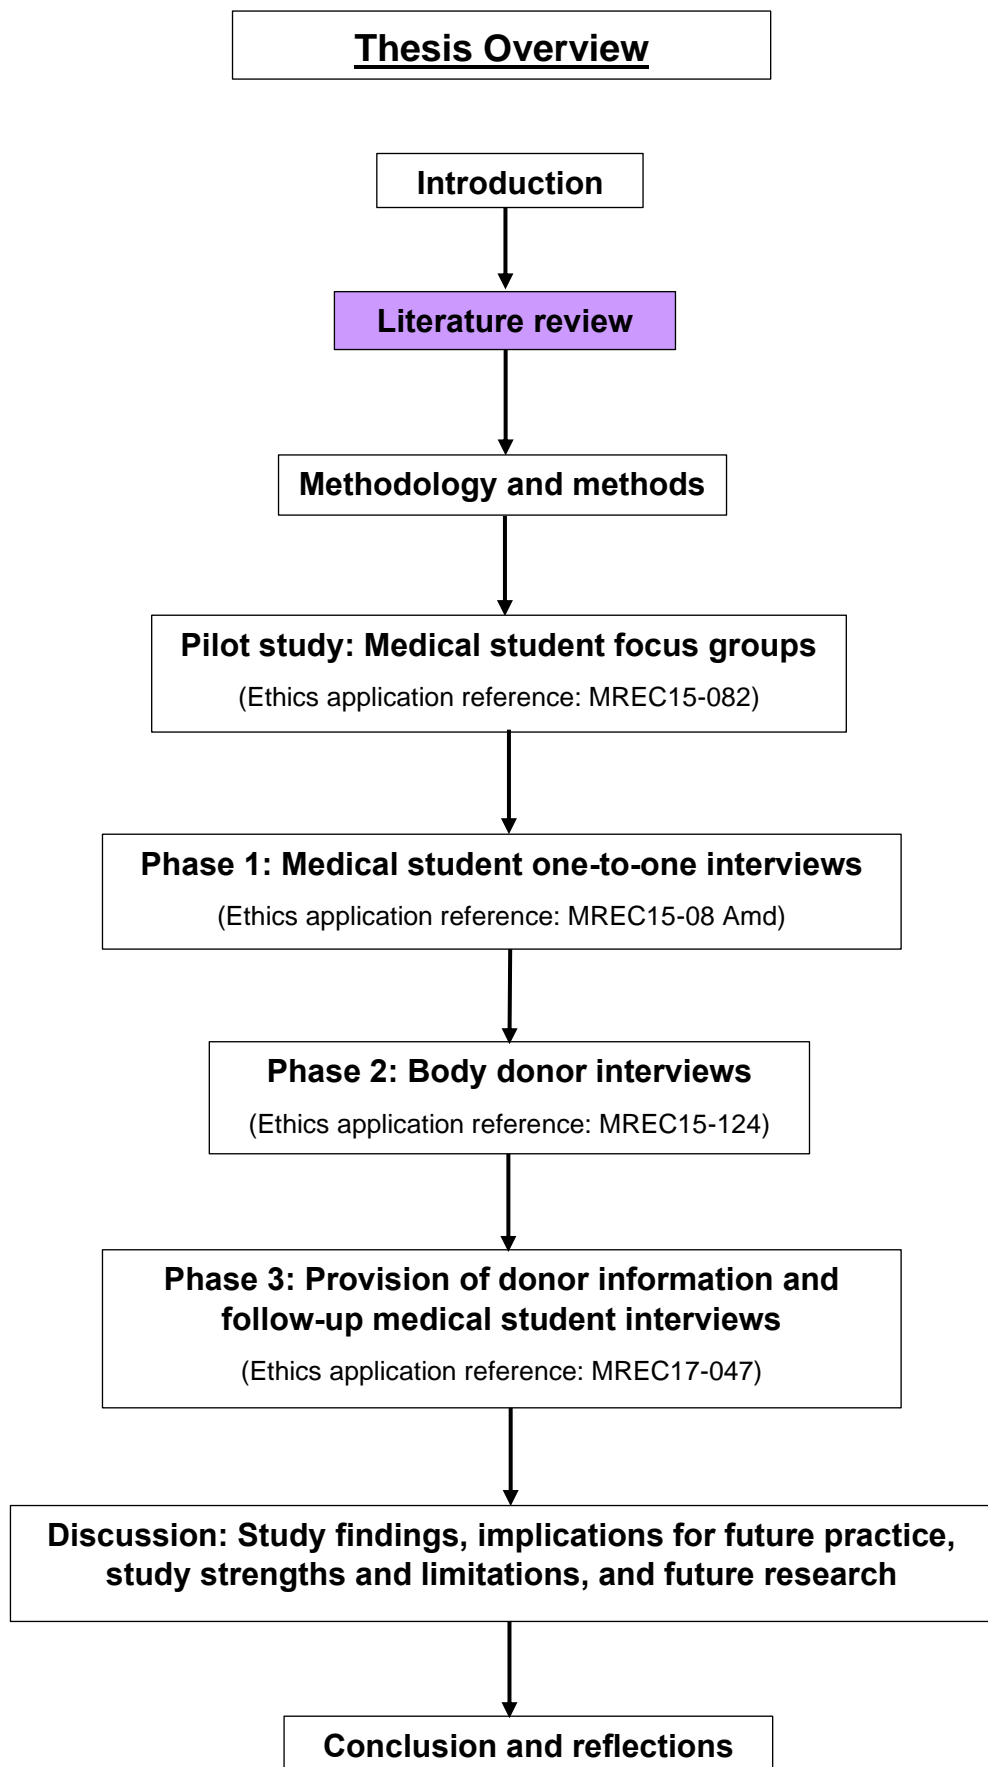 Thesis Overview
Introduction
Literature review
Methodology and methods
Pilot study: Medical student focus groups
(Ethics application reference: MREC15-082)
Phase 1: Medical student one-to-one interviews
(Ethics application reference: MREC15-08 Amd)
Phase 2: Body donor interviews
(Ethics application reference: MREC15-124)
Phase 3: Provision of donor information and
follow-up medical student interviews
(Ethics application reference: MREC17-047)
Discussion: Study findings, implications for future practice,
study strengths and limitations, and future research
Conclusion and reflections